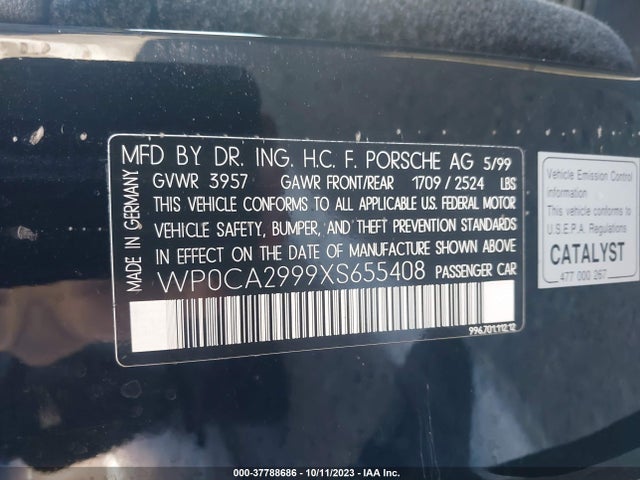 MFD BY DR. ING. H.C. F. PORSCHE AG 5/99
GVWR 3957 GAWR FRONT/REAR 1709 / 2524 LBS
THIS VEHICLE CONFORMS TO ALL APPLICABLE U.S. FEDERAL MOTOR
VEHICLE SAFETY, BUMPER, AND THEFT PREVENTION STANDARDS
IN EFFECT ON THE DATE OF MANUFACTURE SHOWN ABOVE
WP0CA2999XS655408 PASSENGER CAR
996.701.112.12
MADE IN GERMANY
Vehicle Emission Control
information
This vehicle conforms to
U.S.E.P.A. Regulations
CATALYST
477 000 267
000-37788686 - 10/11/2023 - IAA Inc.